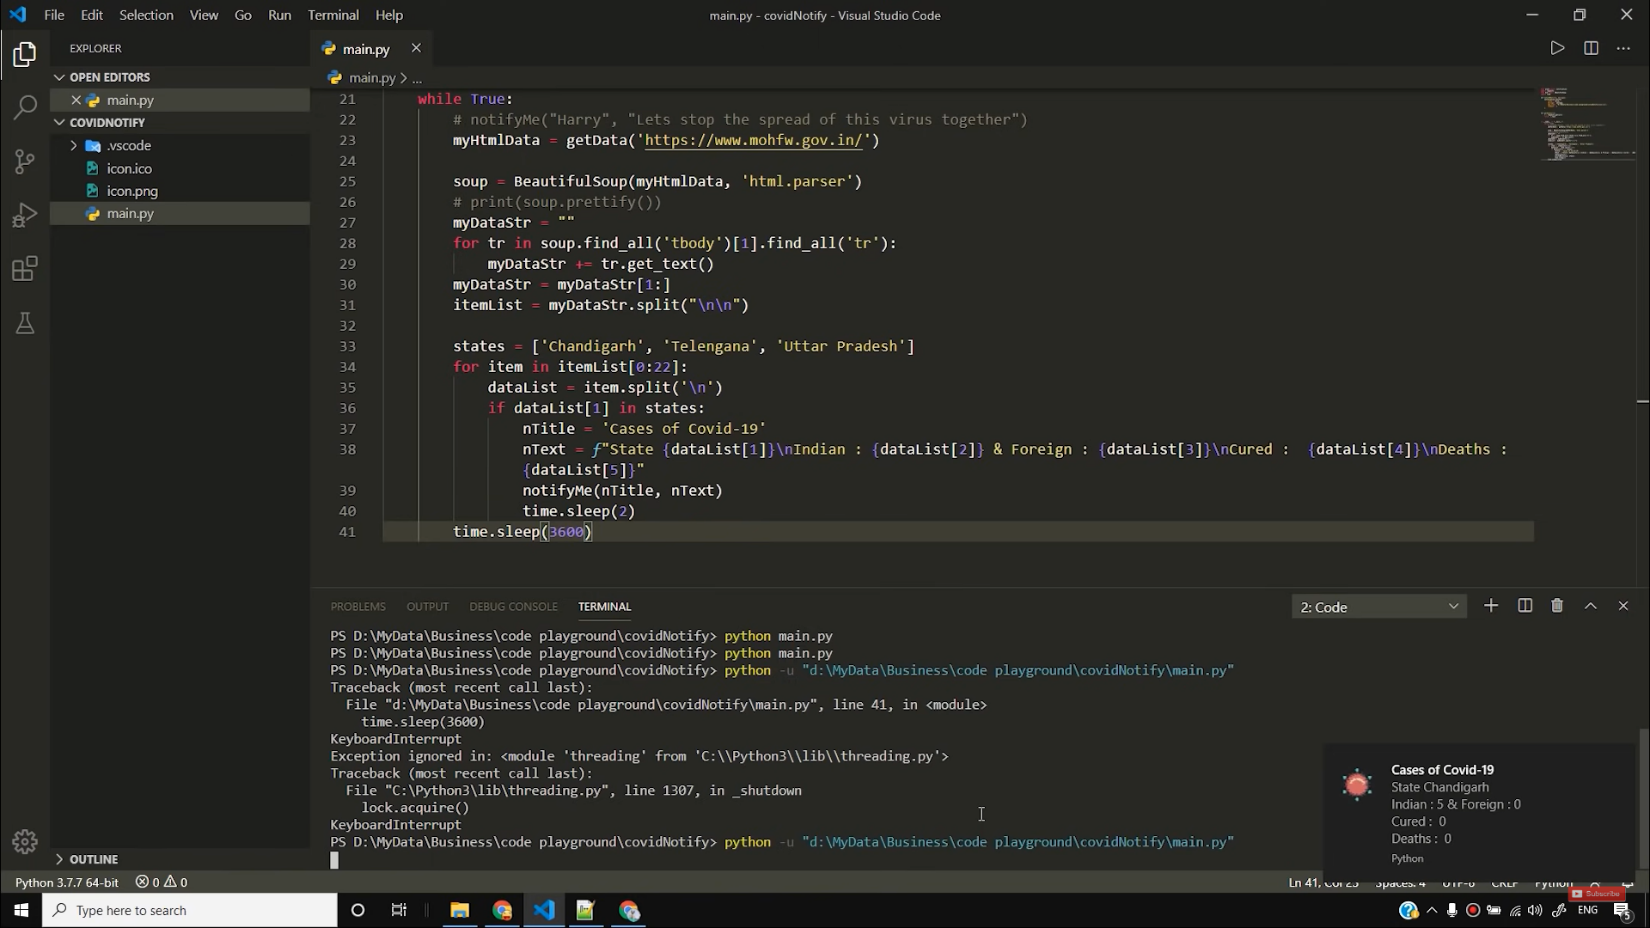 File Edit Selection View Go Run Terminal Help
main.py - covidNotify - Visual Studio Code
EXPLORER
OPEN EDITORS
main.py
COVIDNOTIFY
.vscode
icon.ico
icon.png
main.py
OUTLINE
main.py
main.py > ...
21 while True:
22 # notifyMe("Harry", "Lets stop the spread of this virus together")
23 myHtmlData = getData('https://www.mohfw.gov.in/')
24
25 soup = BeautifulSoup(myHtmlData, 'html.parser')
26 # print(soup.prettify())
27 myDataStr = ""
28 for tr in soup.find_all('tbody')[1].find_all('tr'):
29 myDataStr += tr.get_text()
30 myDataStr = myDataStr[1:]
31 itemList = myDataStr.split("\n\n")
32
33 states = ['Chandigarh', 'Telengana', 'Uttar Pradesh']
34 for item in itemList[0:22]:
35 dataList = item.split('\n')
36 if dataList[1] in states:
37 nTitle = 'Cases of Covid-19'
38 nText = f"State {dataList[1]}\nIndian : {dataList[2]} & Foreign : {dataList[3]}\nCured :  {dataList[4]}\nDeaths :
{dataList[5]}"
39 notifyMe(nTitle, nText)
40 time.sleep(2)
41 time.sleep(3600)
PROBLEMS OUTPUT DEBUG CONSOLE TERMINAL 2: Code
PS D:\MyData\Business\code playground\covidNotify> python main.py
PS D:\MyData\Business\code playground\covidNotify> python main.py
PS D:\MyData\Business\code playground\covidNotify> python -u "d:\MyData\Business\code playground\covidNotify\main.py"
Traceback (most recent call last):
File "d:\MyData\Business\code playground\covidNotify\main.py", line 41, in <module>
time.sleep(3600)
KeyboardInterrupt
Exception ignored in: <module 'threading' from 'C:\\Python3\\lib\\threading.py'>
Traceback (most recent call last):
File "C:\Python3\lib\threading.py", line 1307, in _shutdown
lock.acquire()
KeyboardInterrupt
PS D:\MyData\Business\code playground\covidNotify> python -u "d:\MyData\Business\code playground\covidNotify\main.py"
Cases of Covid-19
State Chandigarh
Indian : 5 & Foreign : 0
Cured :  0
Deaths :  0
Python
Python 3.7.7 64-bit 0 0
Subscribe
Type here to search
ENG
5